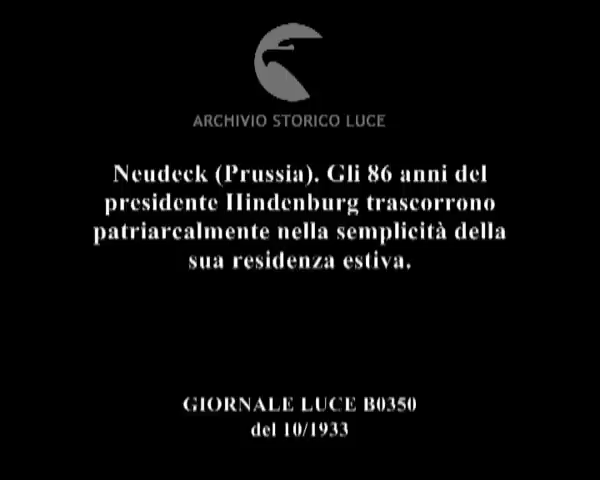 ARCHIVIO STORICO LUCE
Neudeck (Prussia). Gli 86 anni del
presidente Hindenburg trascorrono
patriarcalmente nella semplicità della
sua residenza estiva.
GIORNALE LUCE B0350
del 10/1933